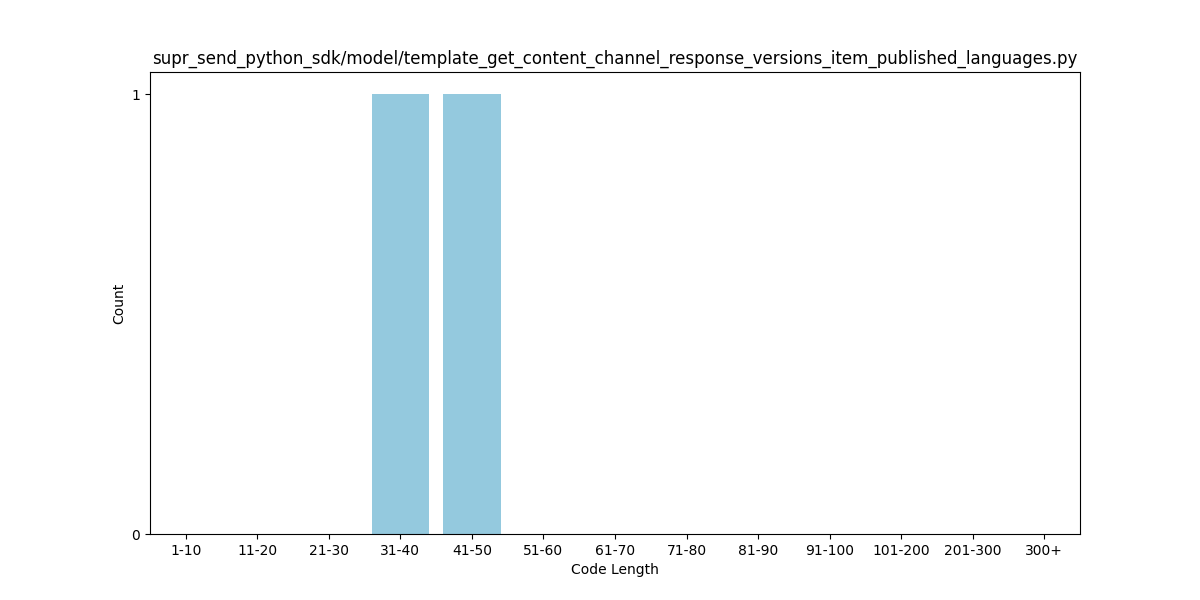 supr_send_python_sdk/model/template_get_content_channel_response_versions_item_published_languages.py
1
Count
0
1-10 11-20 21-30 31-40 41-50 51-60 61-70 71-80 81-90 91-100 101-200 201-300 300+
Code Length